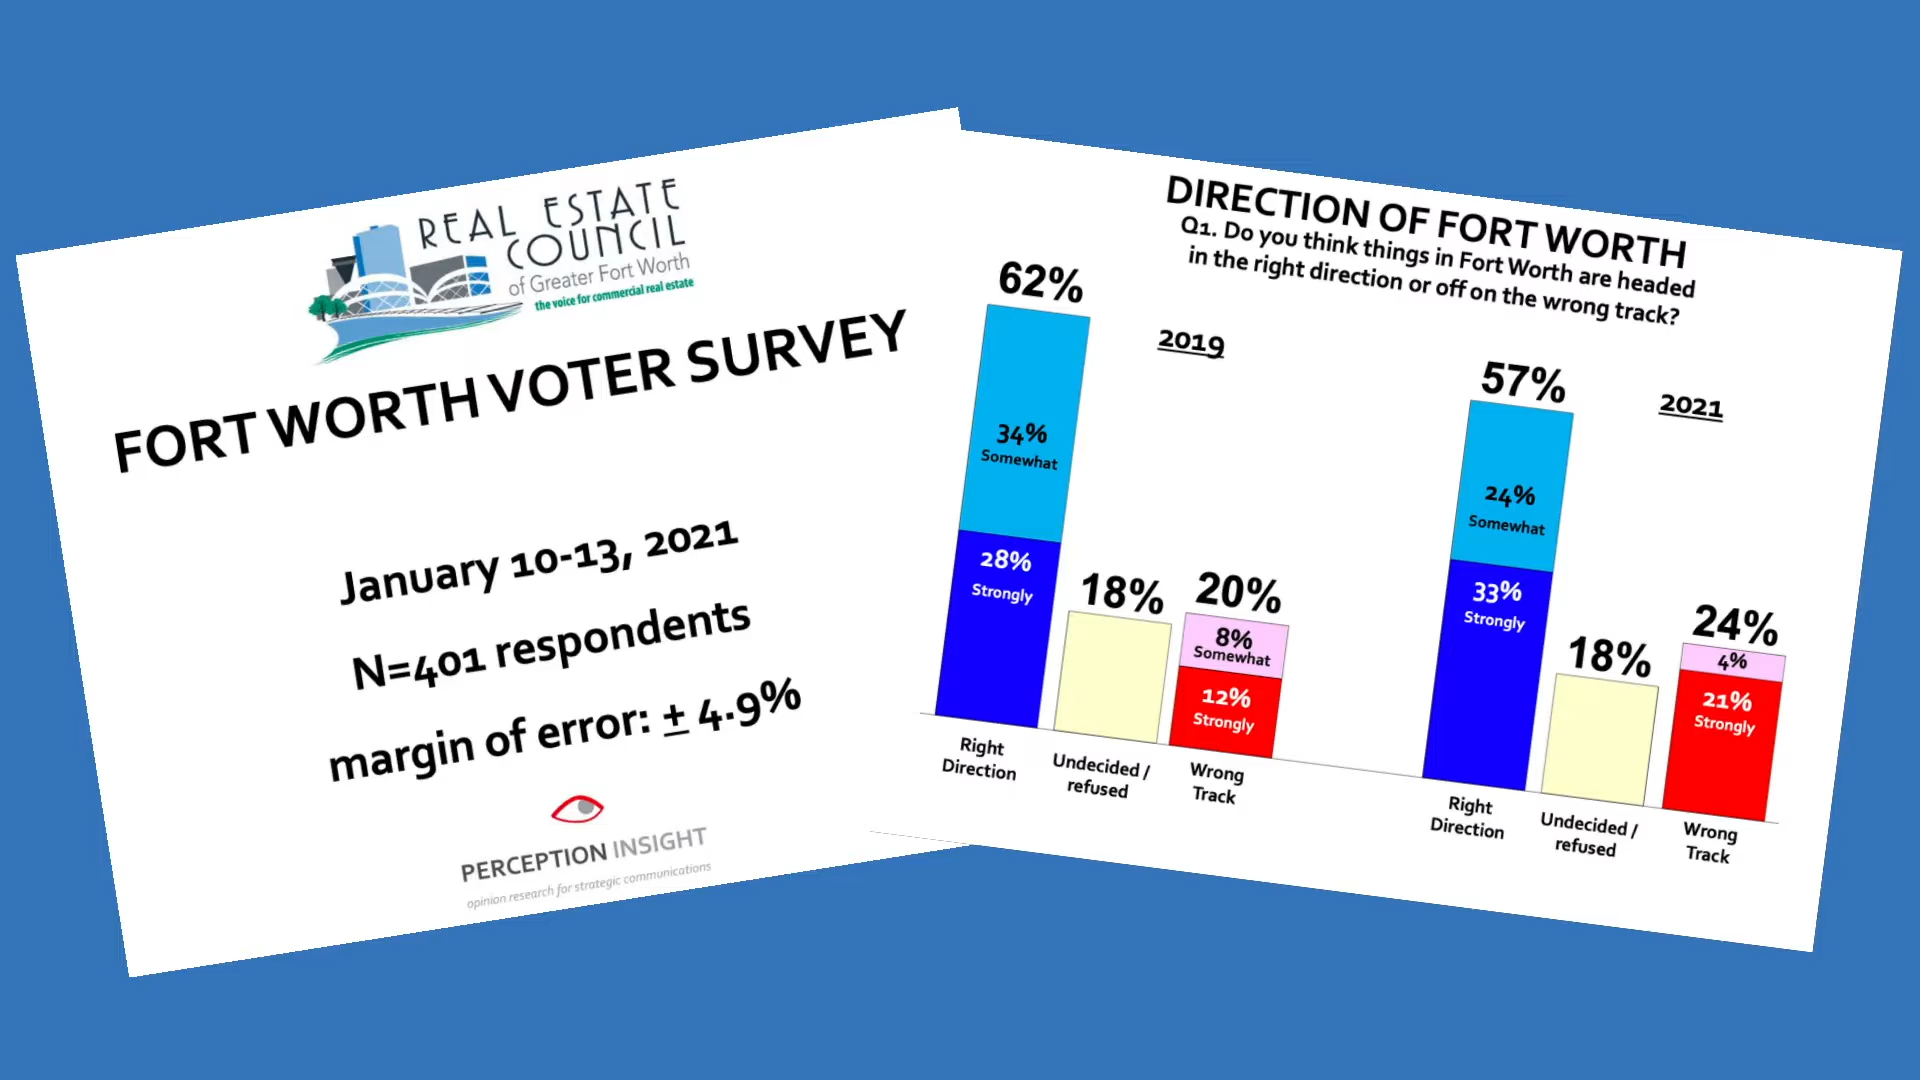 REAL ESTATE
COUNCIL
of Greater Fort Worth
the voice for commercial real estate
FORT WORTH VOTER SURVEY
January 10-13, 2021
N=401 respondents
margin of error: ± 4.9%
PERCEPTION INSIGHT
opinion research for strategic communications
DIRECTION OF FORT WORTH
Q1. Do you think things in Fort Worth are headed
in the right direction or off on the wrong track?
2019
62%
34%
Somewhat
28%
Strongly
18%
20%
8%
Somewhat
12%
Strongly
Right
Direction
Undecided /
refused
Wrong
Track
2021
57%
24%
Somewhat
33%
Strongly
18%
24%
4%
21%
Strongly
Right
Direction
Undecided /
refused
Wrong
Track